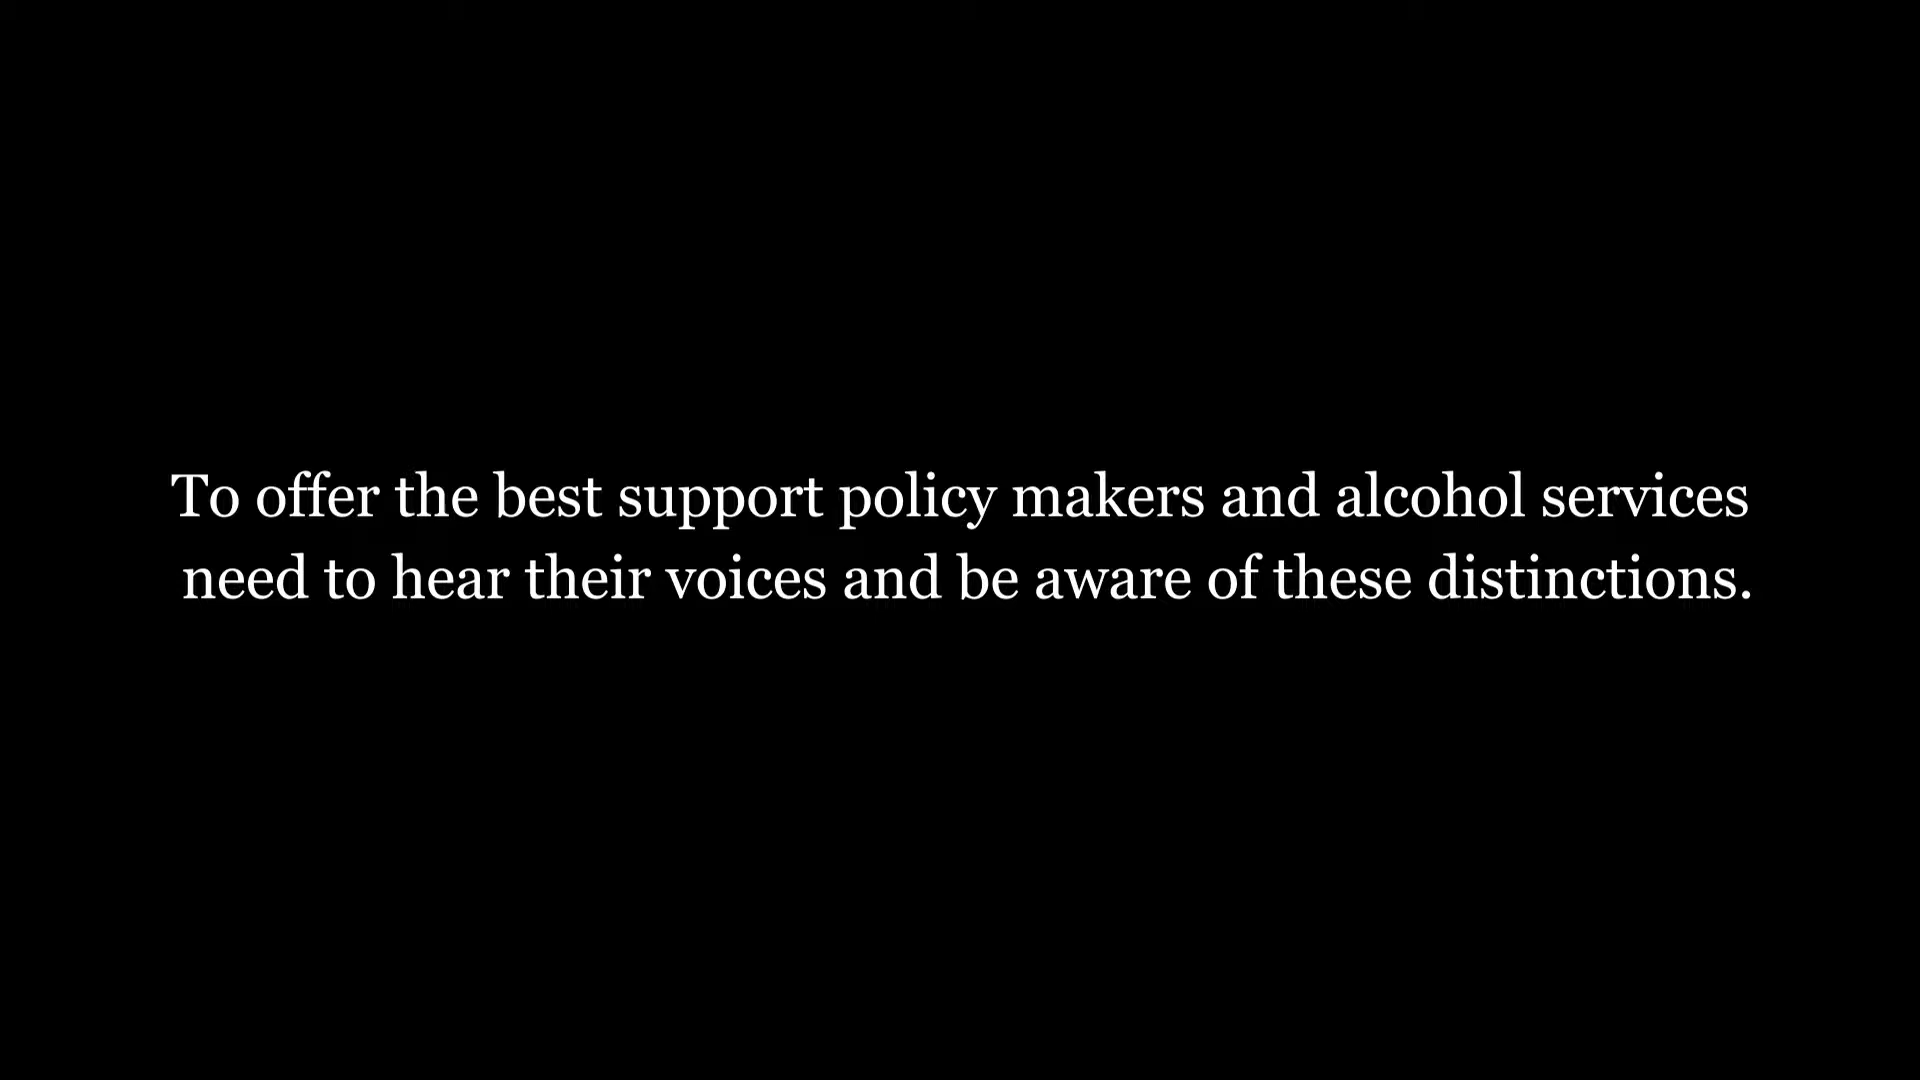 To offer the best support policy makers and alcohol services
need to hear their voices and be aware of these distinctions.